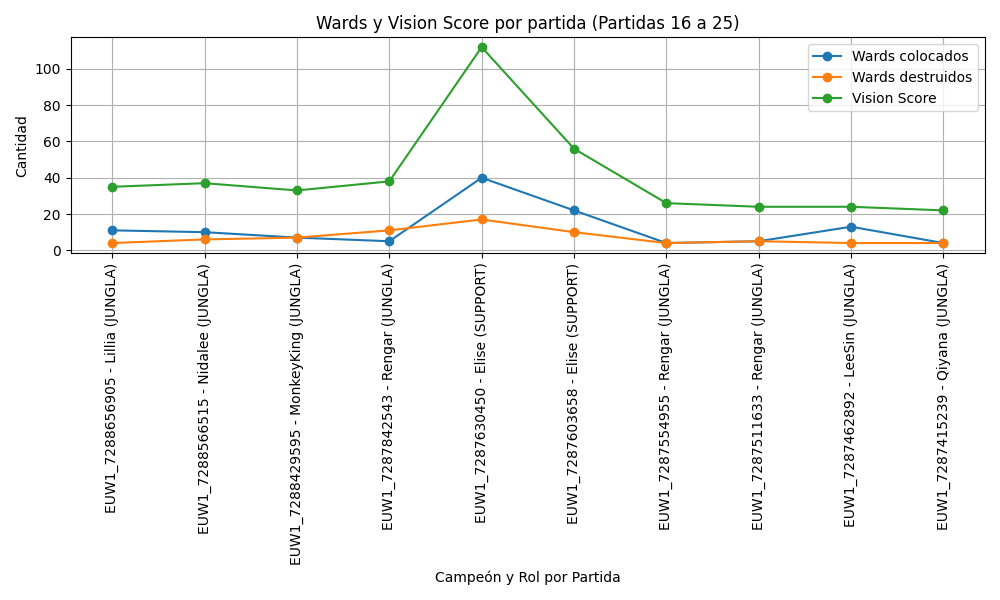 Wards y Vision Score por partida (Partidas 16 a 25)
Wards colocados
Wards destruidos
Vision Score
Cantidad
100
80
60
40
20
0
EUW1_7288656905 - Lillia (JUNGLA)
EUW1_7288566515 - Nidalee (JUNGLA)
EUW1_7288429595 - MonkeyKing (JUNGLA)
EUW1_7287842543 - Rengar (JUNGLA)
EUW1_7287630450 - Elise (SUPPORT)
EUW1_7287603658 - Elise (SUPPORT)
EUW1_7287554955 - Rengar (JUNGLA)
EUW1_7287511633 - Rengar (JUNGLA)
EUW1_7287462892 - LeeSin (JUNGLA)
EUW1_7287415239 - Qiyana (JUNGLA)
Campeón y Rol por Partida